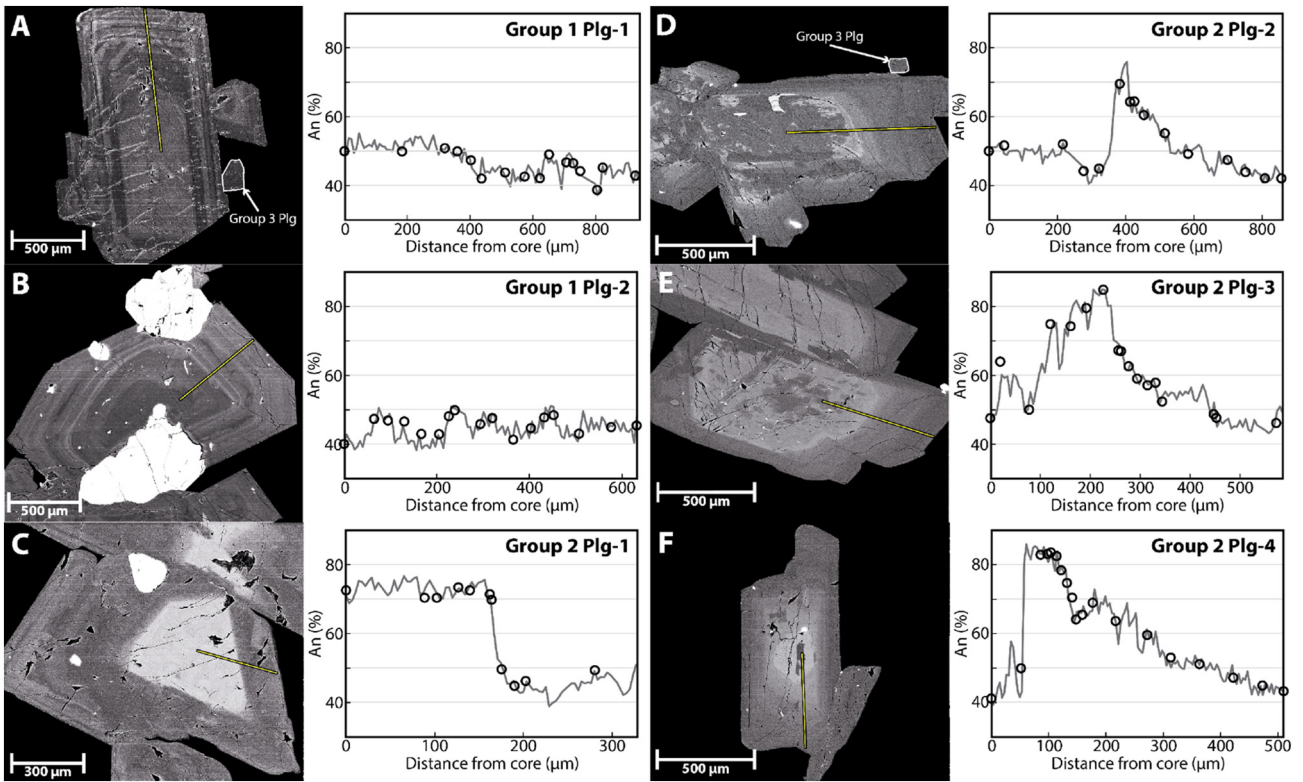 A
Group 3 Plg
500 µm
Group 1 Plg-1
An (%)
80
60
40
0 200 400 600 800
Distance from core (µm)
D
Group 3 Plg
500 µm
Group 2 Plg-2
An (%)
80
60
40
0 200 400 600 800
Distance from core (µm)
B
500 µm
Group 1 Plg-2
An (%)
80
60
40
0 200 400 600
Distance from core (µm)
E
500 µm
Group 2 Plg-3
An (%)
80
60
40
0 100 200 300 400 500
Distance from core (µm)
C
300 µm
Group 2 Plg-1
An (%)
80
60
40
0 100 200 300
Distance from core (µm)
F
500 µm
Group 2 Plg-4
An (%)
80
60
40
0 100 200 300 400 500
Distance from core (µm)